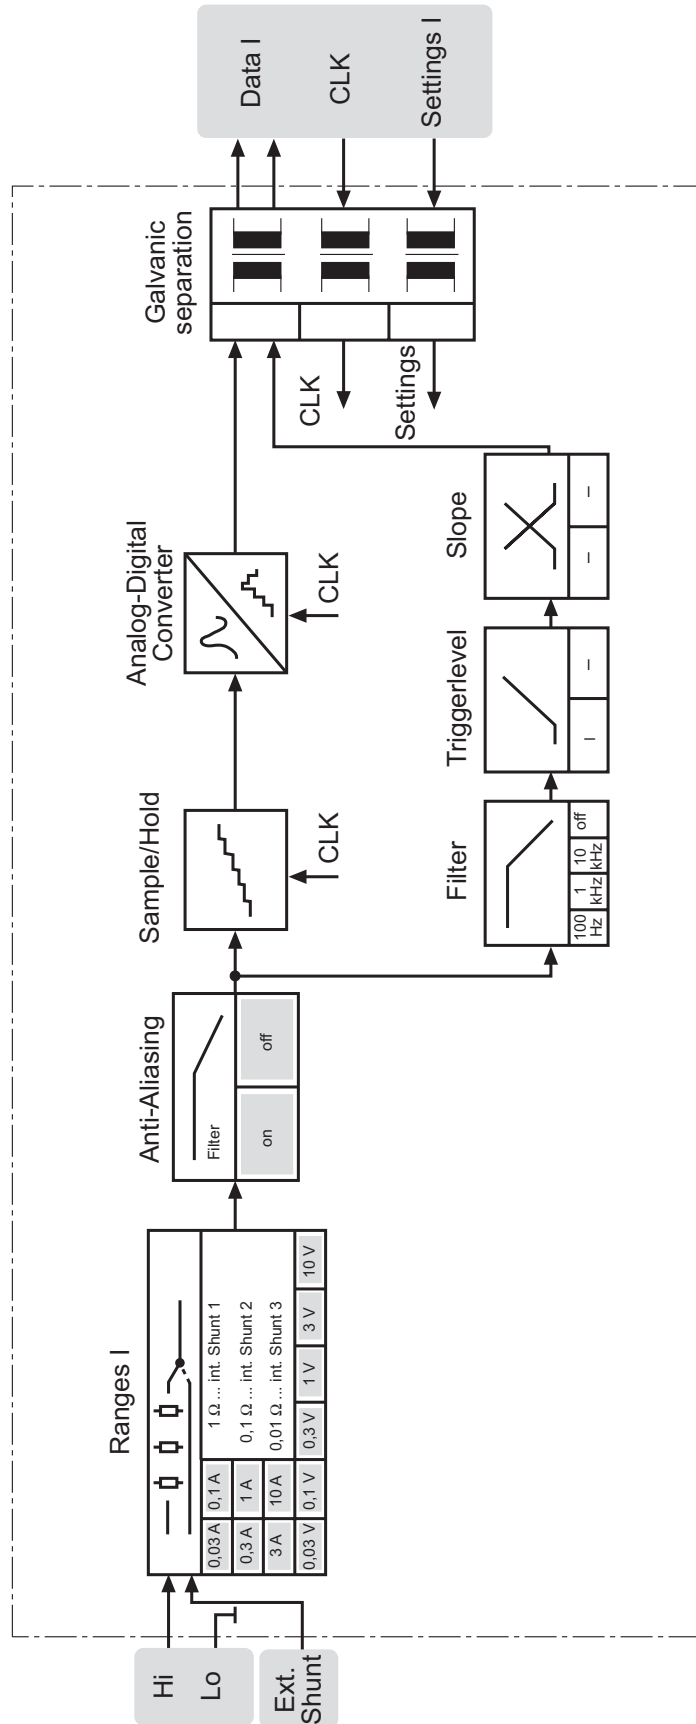 Hi
Lo
Ext.
Shunt
Ranges I
0,03 A
0,1 A
1 Ω ... int. Shunt 1
0,3 A
1 A
0,1 Ω ... int. Shunt 2
3 A
10 A
0,01 Ω ... int. Shunt 3
0,03 V
0,1 V
0,3 V
1 V
3 V
10 V
Anti-Aliasing
Filter
on
off
Sample/Hold
CLK
Analog-Digital
Converter
CLK
Filter
100
Hz
1
kHz
10
kHz
off
Triggerlevel
I
–
Slope
–
–
Galvanic
separation
CLK
Settings
Data I
CLK
Settings I